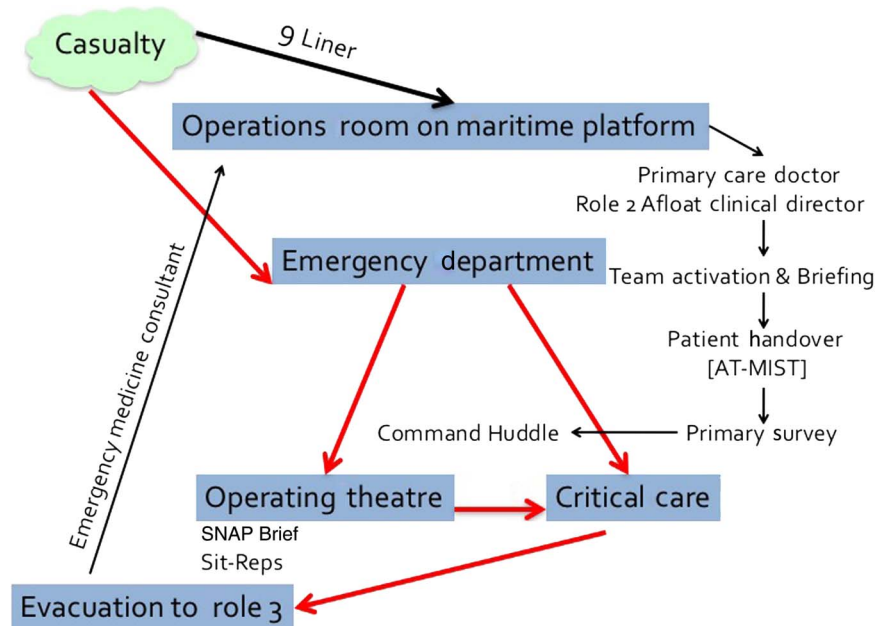 Casualty
9 Liner
Operations room on maritime platform
Primary care doctor
Role 2 Afloat clinical director
Emergency department
Team activation & Briefing
Patient handover
[AT-MIST]
Command Huddle
Primary survey
Emergency medicine consultant
Operating theatre
Critical care
SNAP Brief
Sit-Reps
Evacuation to role 3